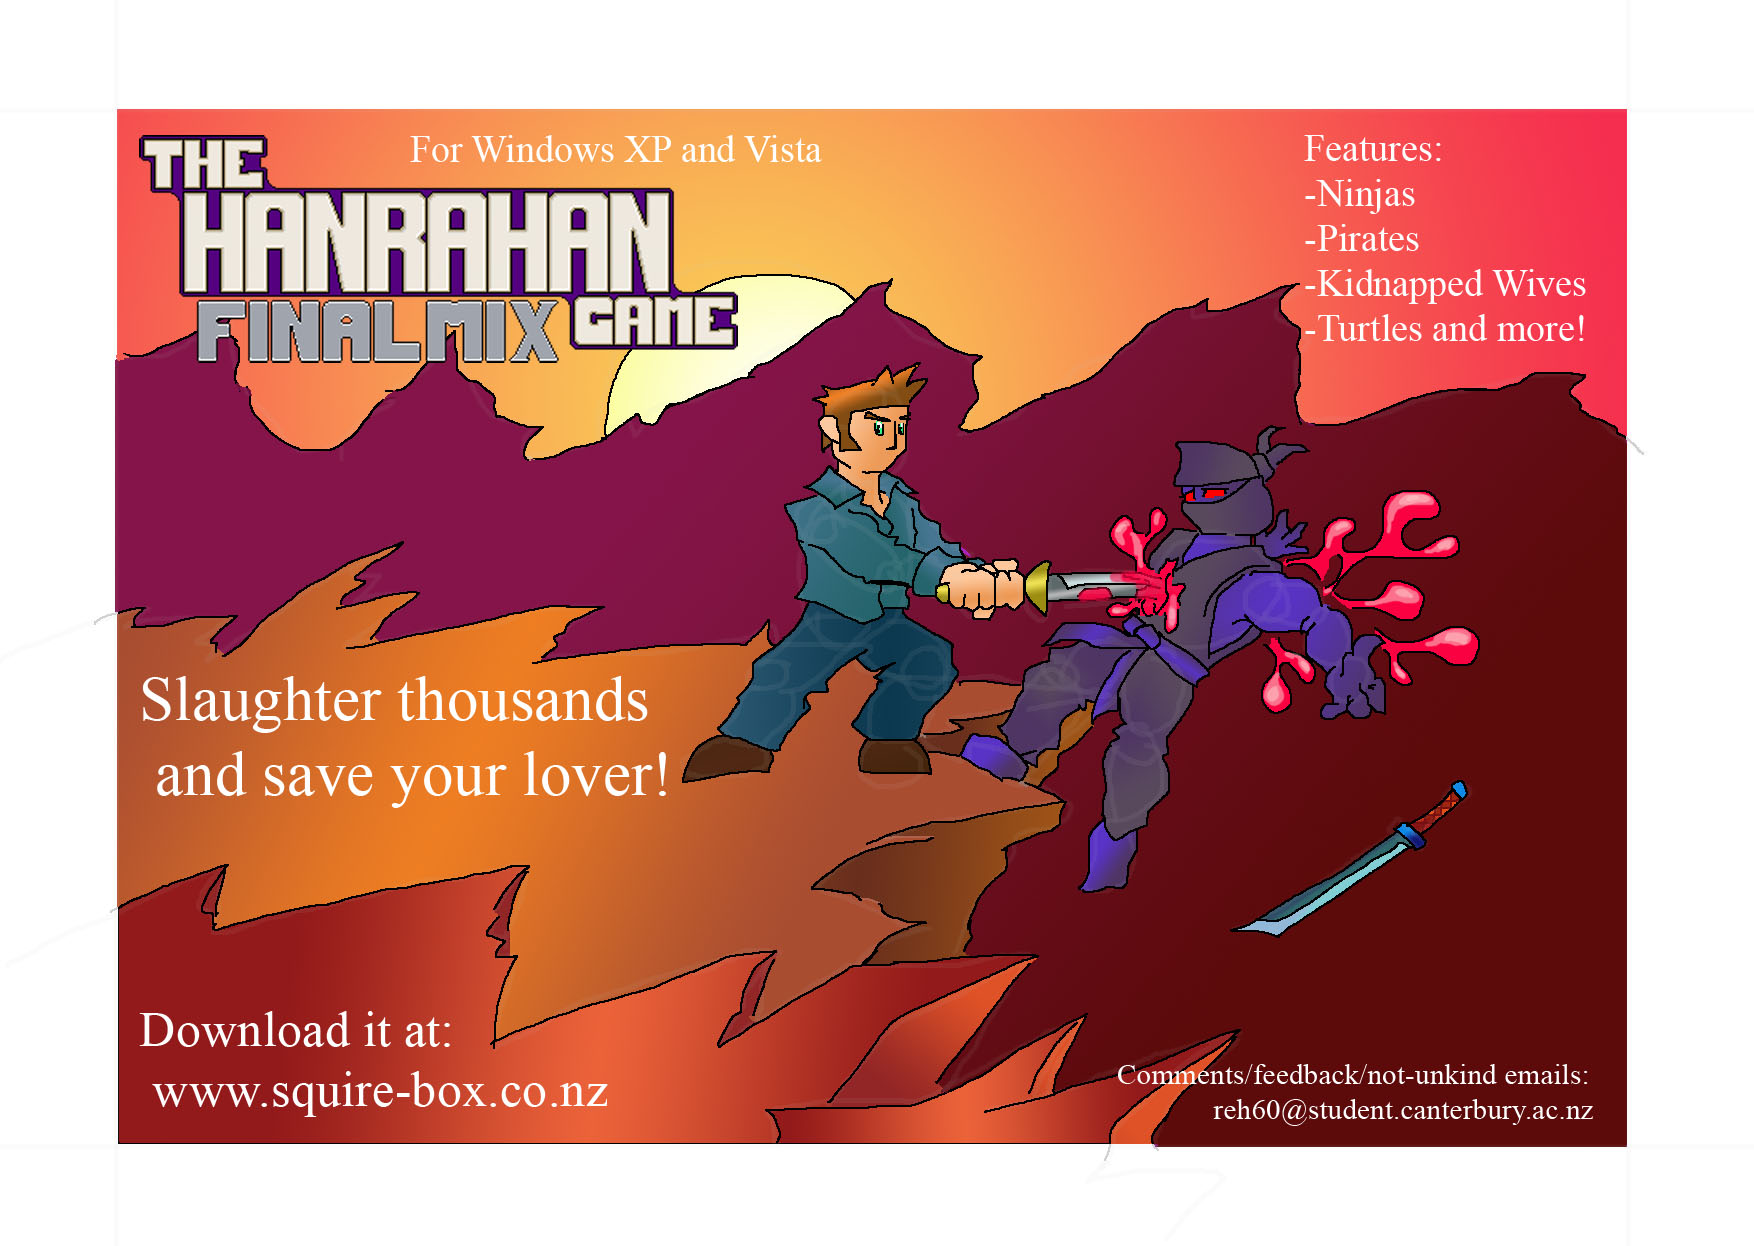 THE
HANRAHAN
FINAL MIX GAME
For Windows XP and Vista
Features:
-Ninjas
-Pirates
-Kidnapped Wives
-Turtles and more!
Slaughter thousands
and save your lover!
Download it at:
www.squire-box.co.nz
Comments/feedback/not-unkind emails:
reh60@student.canterbury.ac.nz